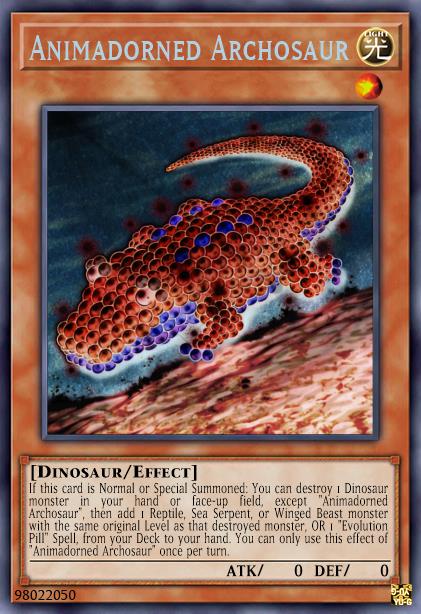 ANIMADORNED ARCHOSAUR
LIGHT
光
[DINOSAUR/EFFECT]
If this card is Normal or Special Summoned: You can destroy 1 Dinosaur
monster in your hand or face-up field, except "Animadorned
Archosaur", then add 1 Reptile, Sea Serpent, or Winged Beast monster
with the same original Level as that destroyed monster, OR 1 "Evolution
Pill" Spell, from your Deck to your hand. You can only use this effect of
"Animadorned Archosaur" once per turn.
ATK/ 0 DEF/ 0
98022050